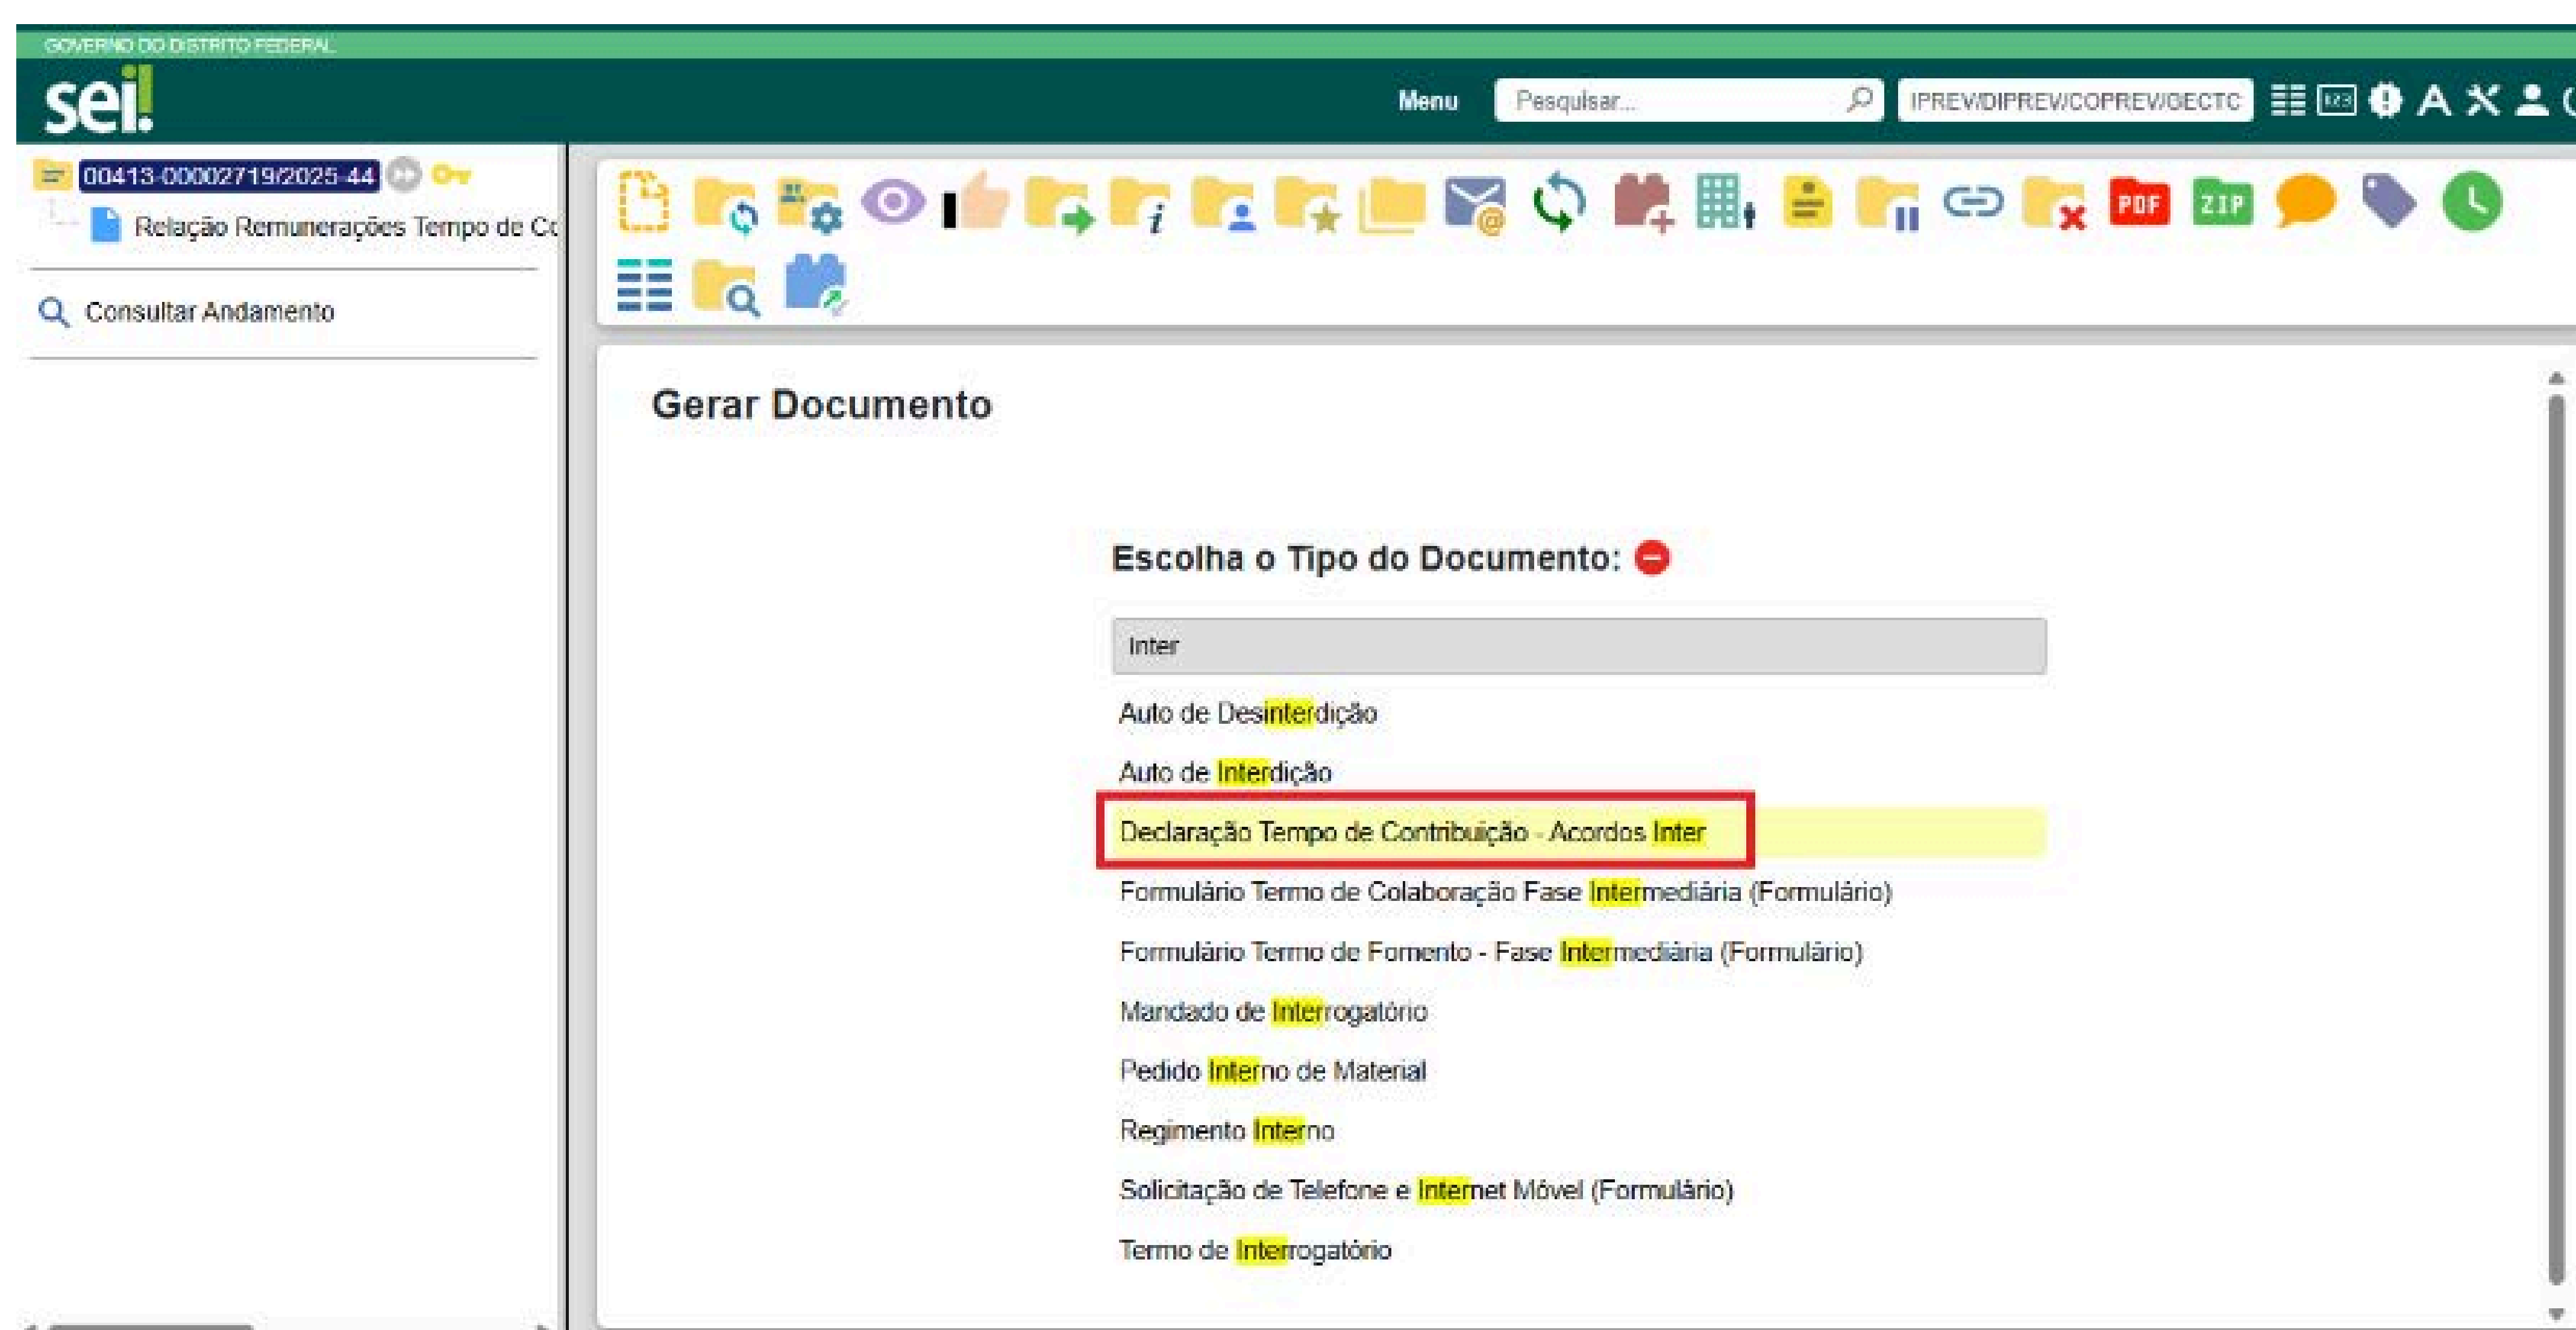 GOVERNO DO DISTRITO FEDERAL
sei!
Menu
Pesquisar...
IPREV/DIPREV/COPREV/GECTC
123
A
00413-00002719/2025-44
Relação Remunerações Tempo de Co
Consultar Andamento
PDF
ZIP
Gerar Documento
Escolha o Tipo do Documento:
Inter
Auto de Desinterdição
Auto de Interdição
Declaração Tempo de Contribuição - Acordos Inter
Formulário Termo de Colaboração Fase Intermediária (Formulário)
Formulário Termo de Fomento - Fase Intermediária (Formulário)
Mandado de Interrogatório
Pedido Interno de Material
Regimento Interno
Solicitação de Telefone e Internet Móvel (Formulário)
Termo de Interrogatório